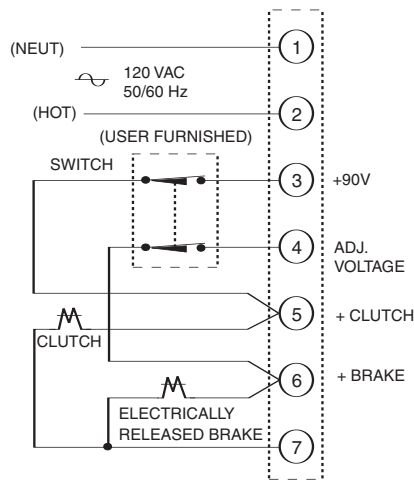 (NEUT)
1
120 VAC
50/60 Hz
(HOT)
2
(USER FURNISHED)
SWITCH
3
+90V
4
ADJ.
VOLTAGE
5
+ CLUTCH
CLUTCH
6
+ BRAKE
ELECTRICALLY
RELEASED BRAKE
7